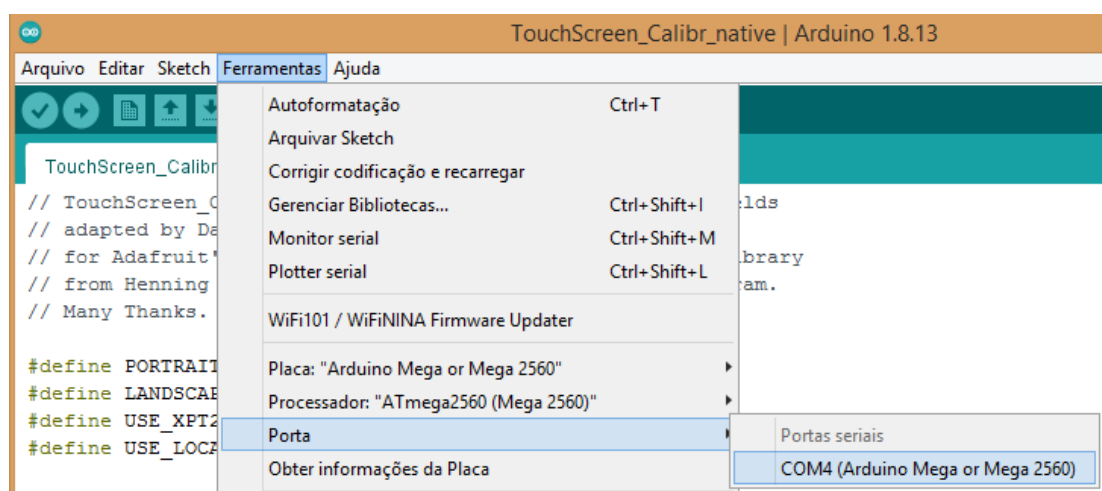 TouchScreen_Calibr_native | Arduino 1.8.13
Arquivo Editar Sketch Ferramentas Ajuda
Autoformatação Ctrl+T
Arquivar Sketch
TouchScreen_Calibr
Corrigir codificação e recarregar
// TouchScreen_C
Gerenciar Bibliotecas... Ctrl+Shift+I
lds
// adapted by Da
Monitor serial Ctrl+Shift+M
// for Adafruit'
brary
Plotter serial Ctrl+Shift+L
// from Henning
am.
// Many Thanks.
WiFi101 / WiFiNINA Firmware Updater
#define PORTRAIT
Placa: "Arduino Mega or Mega 2560"
#define LANDSCAP
Processador: "ATmega2560 (Mega 2560)"
#define USE_XPT2
Porta
Portas seriais
#define USE_LOCA
Obter informações da Placa
COM4 (Arduino Mega or Mega 2560)